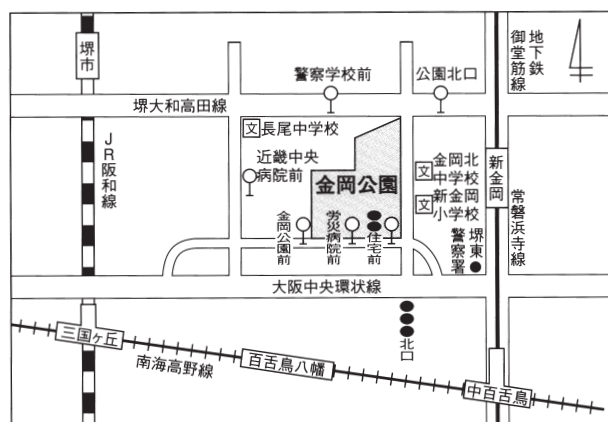 堺市
警察学校前
公園北口
地下鉄
御堂筋線
堺大和高田線
文長尾中学校
近畿中央
病院前
金岡公園
文金岡北
中学校
文新金岡
小学校
新金岡
JR阪和線
金岡公園前
労災病院前
●●住宅前
堺東
警察署
常磐浜寺線
大阪中央環状線
●●●北口
三国ヶ丘
南海高野線
百舌鳥八幡
中百舌鳥